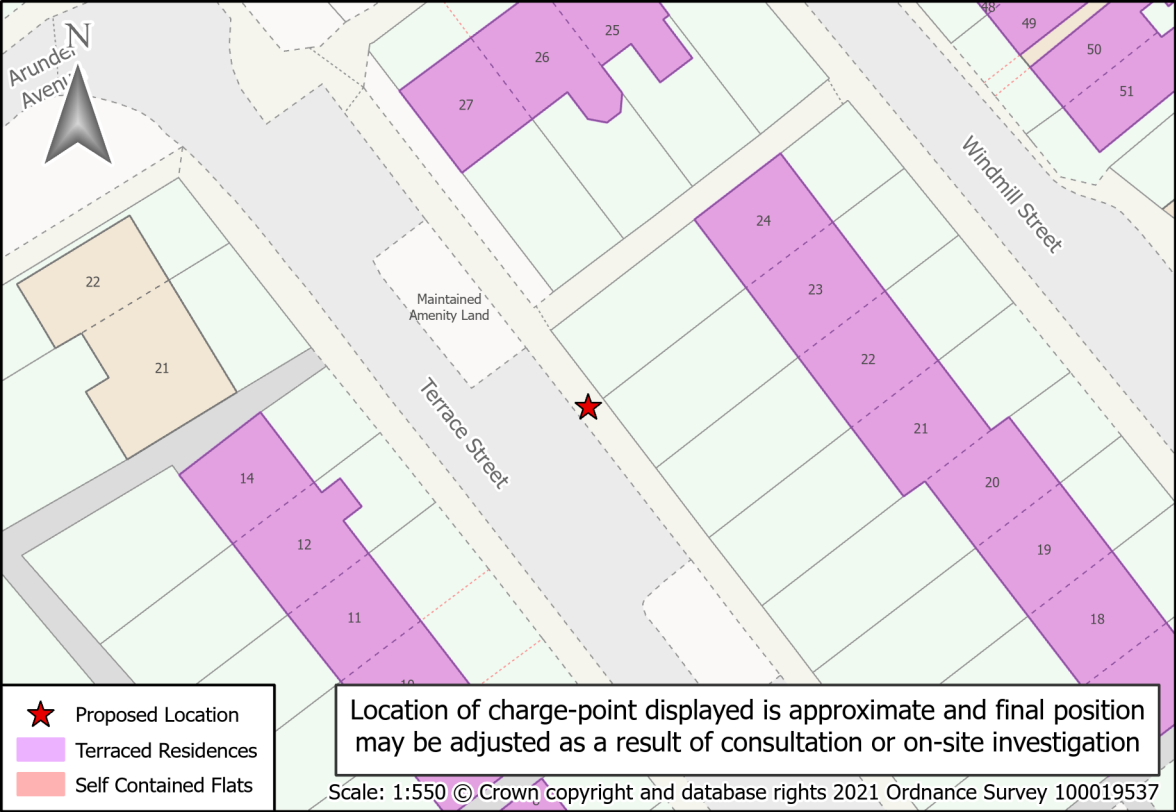 N
Arundel
Avenue
48
49
50
51
25
26
27
Windmill Street
24
23
22
21
20
19
18
22
21
Maintained
Amenity Land
Terrace Street
14
12
11
10
Proposed Location
Terraced Residences
Self Contained Flats
Location of charge-point displayed is approximate and final position
may be adjusted as a result of consultation or on-site investigation
Scale: 1:550 © Crown copyright and database rights 2021 Ordnance Survey 100019537